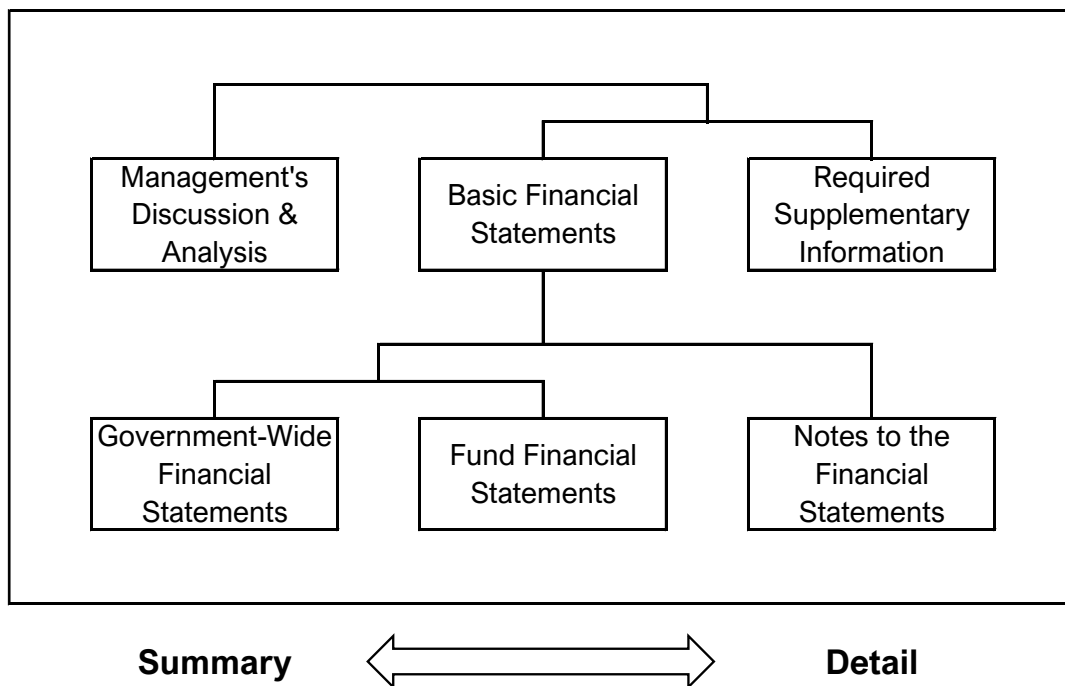 Management's
Discussion &
Analysis
Basic Financial
Statements
Required
Supplementary
Information
Government-Wide
Financial
Statements
Fund Financial
Statements
Notes to the
Financial
Statements
Summary
Detail